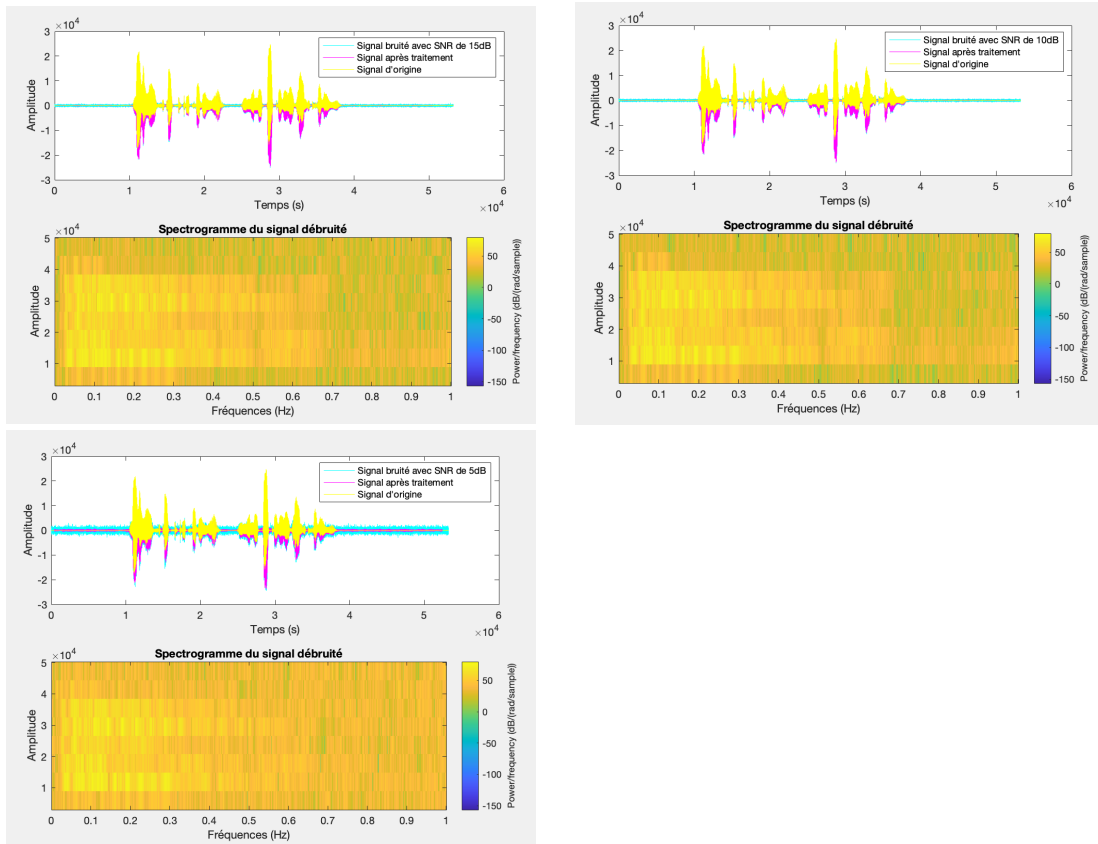 ×10⁴
3
2
1
0
-1
-2
-3
Amplitude
Signal bruité avec SNR de 15dB
Signal après traitement
Signal d'origine
0 1 2 3 4 5 6
Temps (s)
×10⁴
Spectrogramme du signal débruité
×10⁴
5
4
3
2
1
Amplitude
0 0.1 0.2 0.3 0.4 0.5 0.6 0.7 0.8 0.9 1
Fréquences (Hz)
50
0
-50
-100
-150
Power/frequency (dB/(rad/sample))
×10⁴
3
2
1
0
-1
-2
-3
Amplitude
Signal bruité avec SNR de 10dB
Signal après traitement
Signal d'origine
0 1 2 3 4 5 6
Temps (s)
×10⁴
Spectrogramme du signal débruité
×10⁴
5
4
3
2
1
Amplitude
0 0.1 0.2 0.3 0.4 0.5 0.6 0.7 0.8 0.9 1
Fréquences (Hz)
50
0
-50
-100
-150
Power/frequency (dB/(rad/sample))
×10⁴
3
2
1
0
-1
-2
-3
Amplitude
Signal bruité avec SNR de 5dB
Signal après traitement
Signal d'origine
0 1 2 3 4 5 6
Temps (s)
×10⁴
Spectrogramme du signal débruité
×10⁴
5
4
3
2
1
Amplitude
0 0.1 0.2 0.3 0.4 0.5 0.6 0.7 0.8 0.9 1
Fréquences (Hz)
50
0
-50
-100
-150
Power/frequency (dB/(rad/sample))